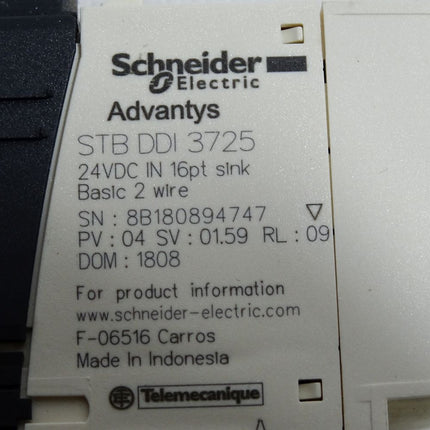 Schneider
Electric
Advantys
STB DDI 3725
24VDC IN 16pt sink
Basic 2 wire
SN : 8B180894747
PV : 04 SV : 01.59 RL : 09
DOM : 1808
For product information
www.schneider-electric.com
F-06516 Carros
Made In Indonesia
Telemecanique